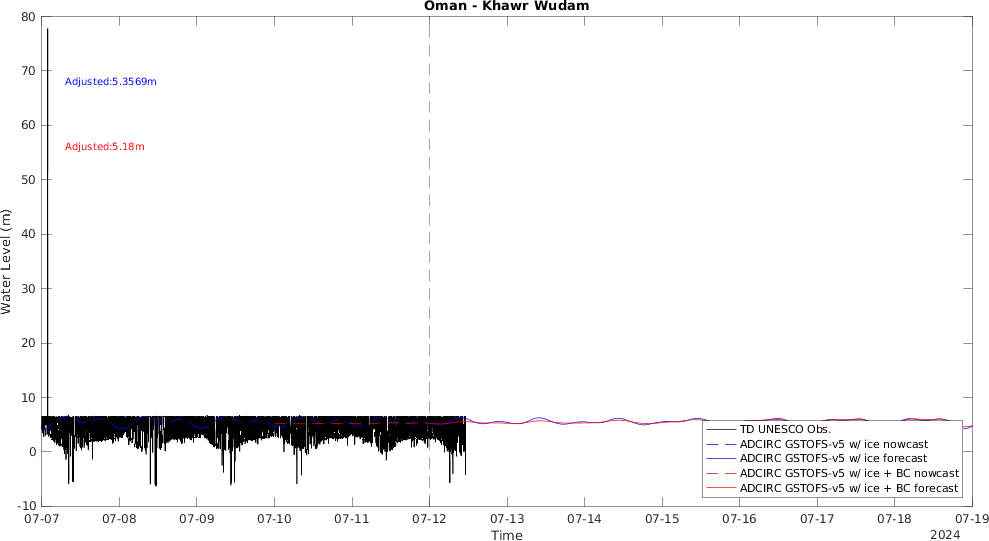 Oman - Khawr Wudam
80
70
60
50
40
30
20
10
0
-10
Water Level (m)
Adjusted:5.3569m
Adjusted:5.18m
TD UNESCO Obs.
ADCIRC GSTOFS-v5 w/ ice nowcast
ADCIRC GSTOFS-v5 w/ ice forecast
ADCIRC GSTOFS-v5 w/ ice + BC nowcast
ADCIRC GSTOFS-v5 w/ ice + BC forecast
07-07 07-08 07-09 07-10 07-11 07-12 07-13 07-14 07-15 07-16 07-17 07-18 07-19
Time
2024